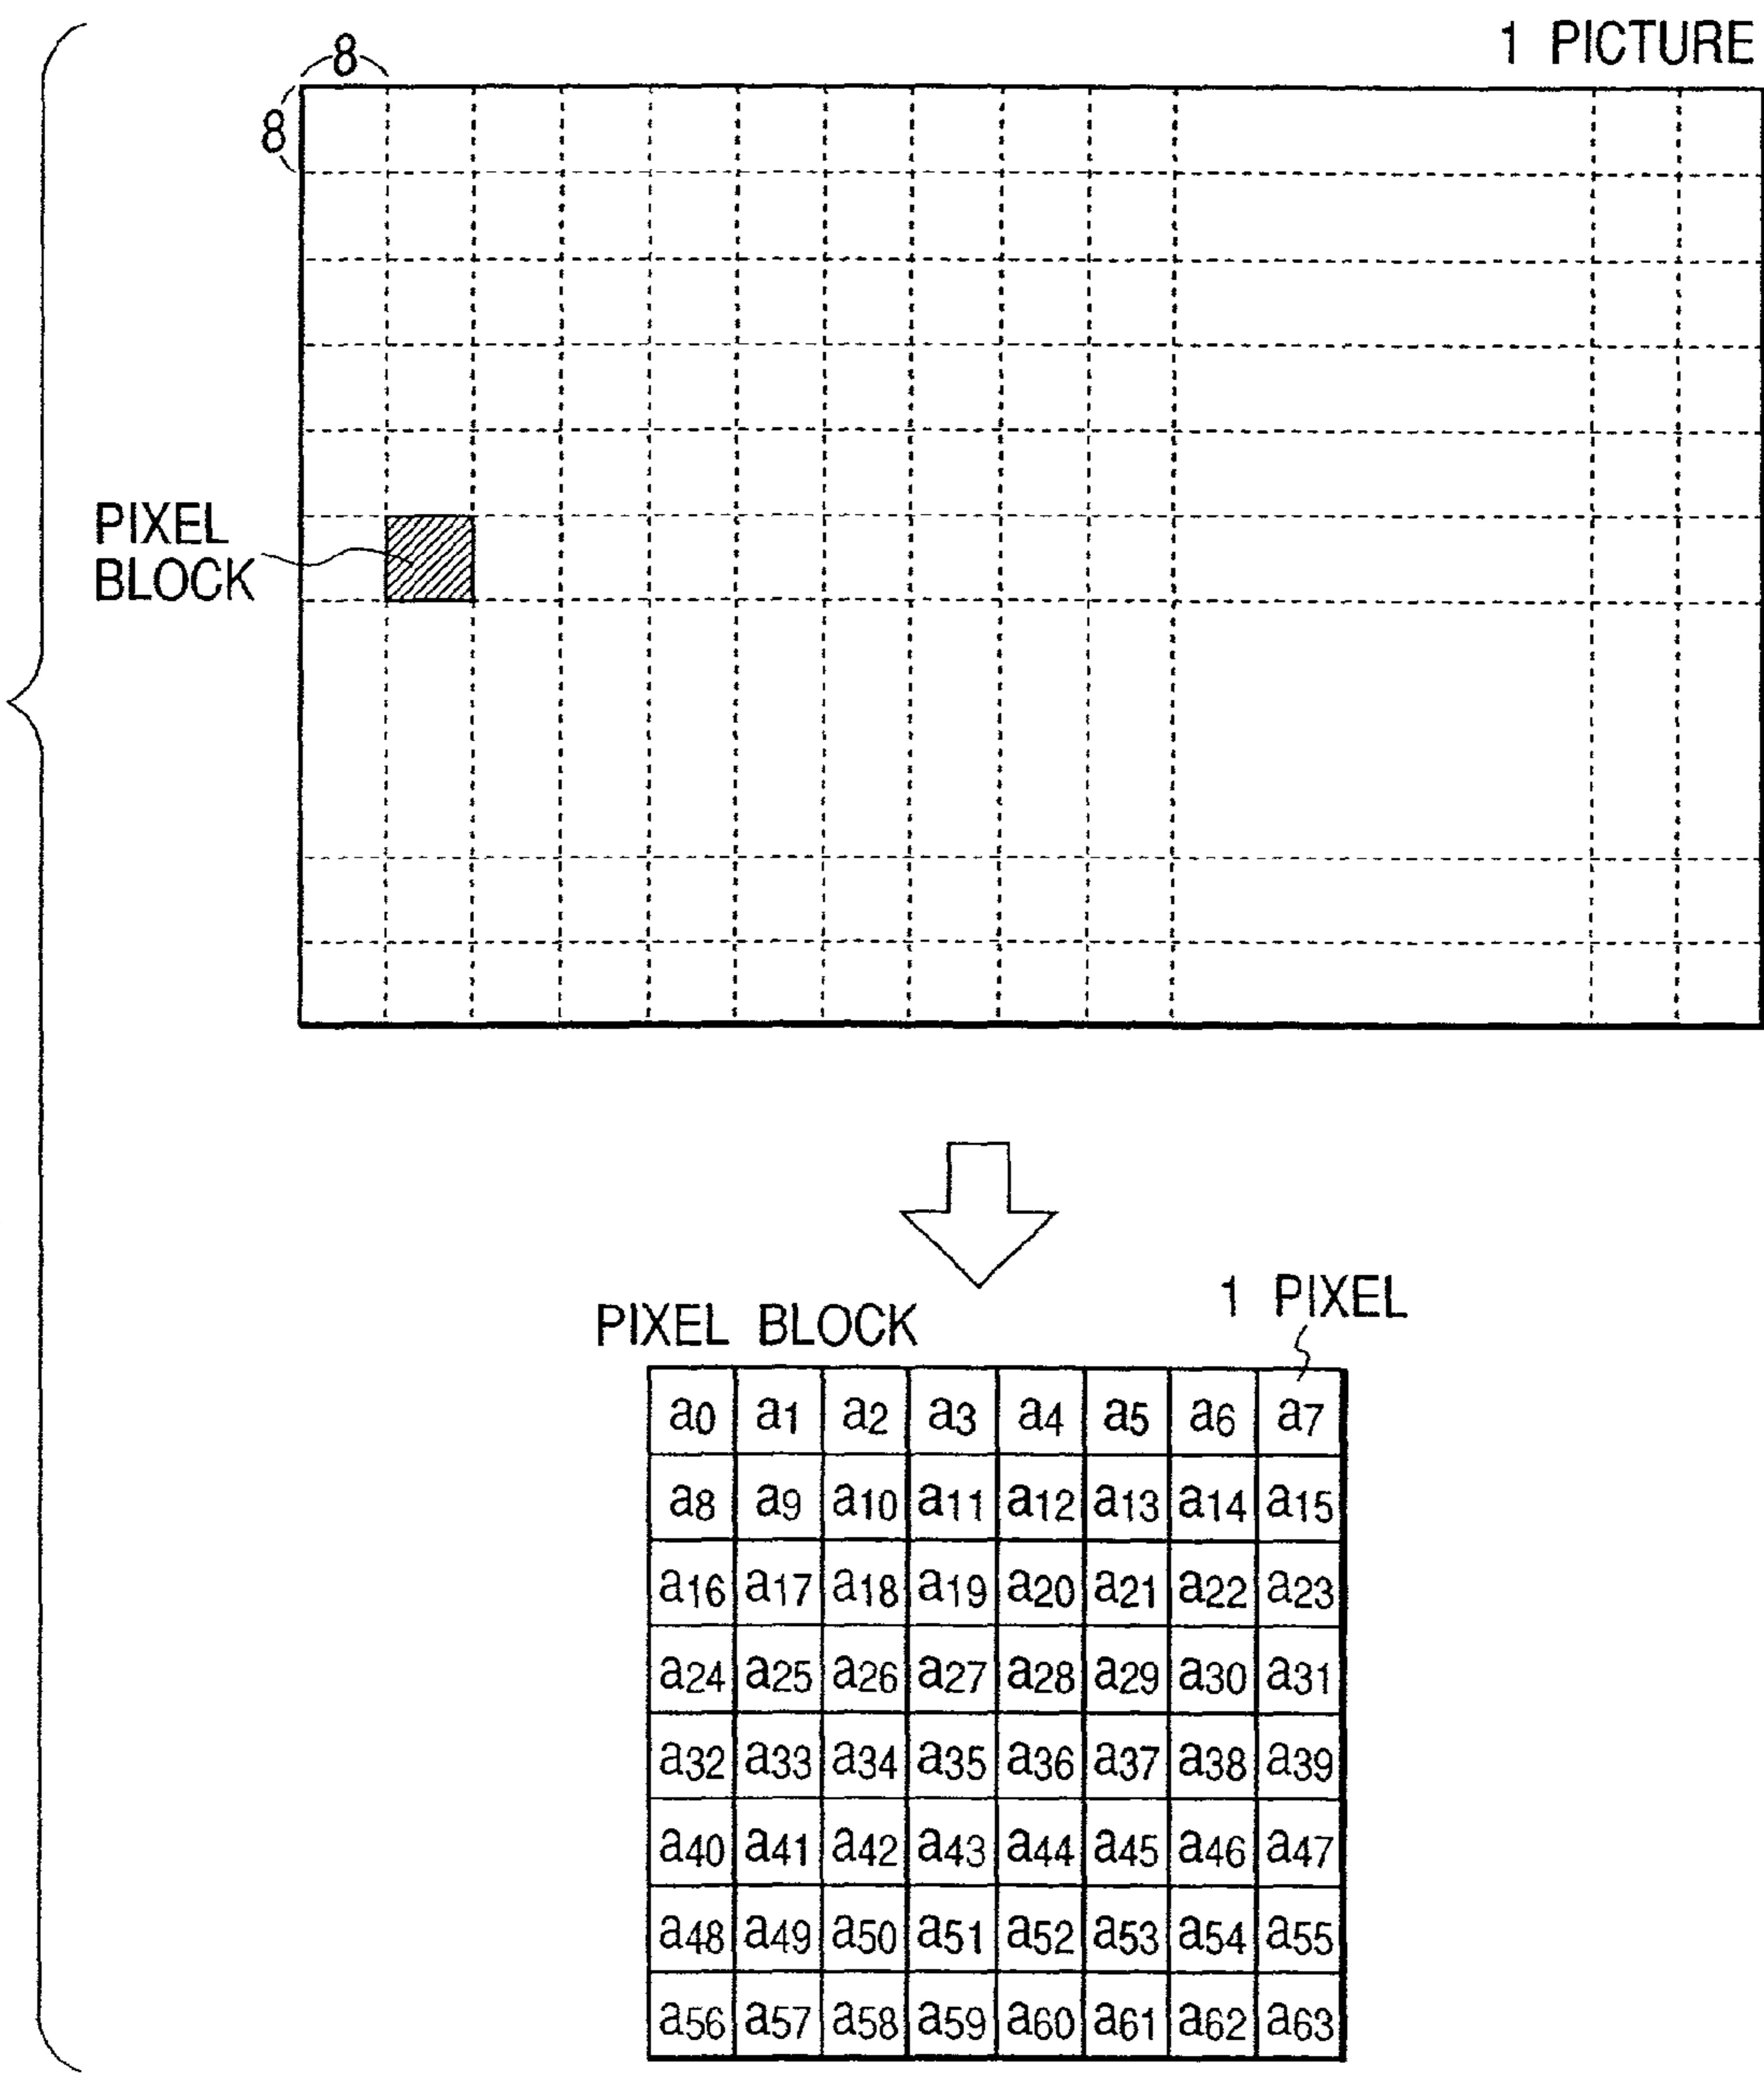 1 PICTURE
8
8
PIXEL
BLOCK
PIXEL BLOCK
1 PIXEL
a0 a1 a2 a3 a4 a5 a6 a7
a8 a9 a10 a11 a12 a13 a14 a15
a16 a17 a18 a19 a20 a21 a22 a23
a24 a25 a26 a27 a28 a29 a30 a31
a32 a33 a34 a35 a36 a37 a38 a39
a40 a41 a42 a43 a44 a45 a46 a47
a48 a49 a50 a51 a52 a53 a54 a55
a56 a57 a58 a59 a60 a61 a62 a63